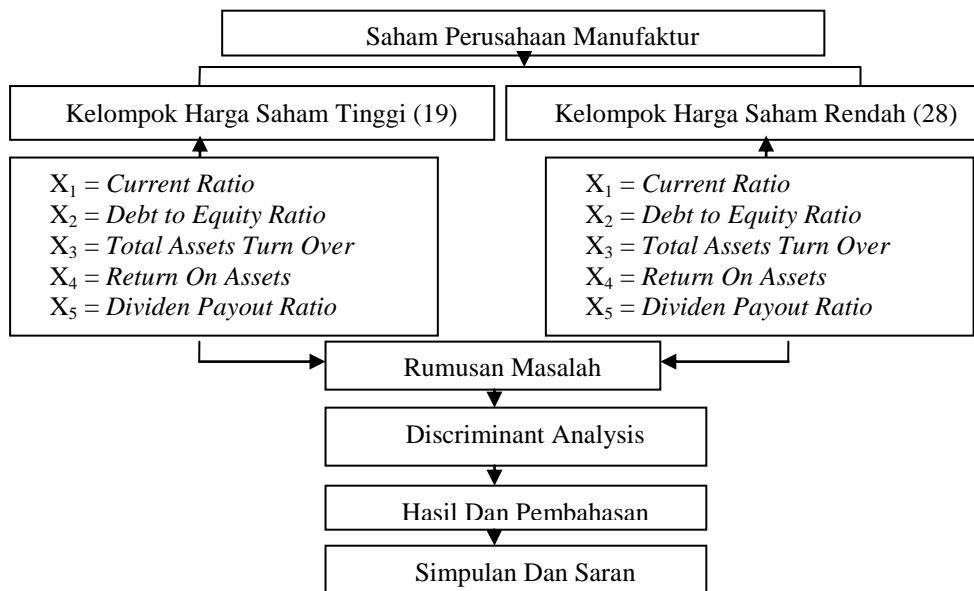 Saham Perusahaan Manufaktur
Kelompok Harga Saham Tinggi (19)
Kelompok Harga Saham Rendah (28)
X₁ = Current Ratio
X₂ = Debt to Equity Ratio
X₃ = Total Assets Turn Over
X₄ = Return On Assets
X₅ = Dividen Payout Ratio
X₁ = Current Ratio
X₂ = Debt to Equity Ratio
X₃ = Total Assets Turn Over
X₄ = Return On Assets
X₅ = Dividen Payout Ratio
Rumusan Masalah
Discriminant Analysis
Hasil Dan Pembahasan
Simpulan Dan Saran